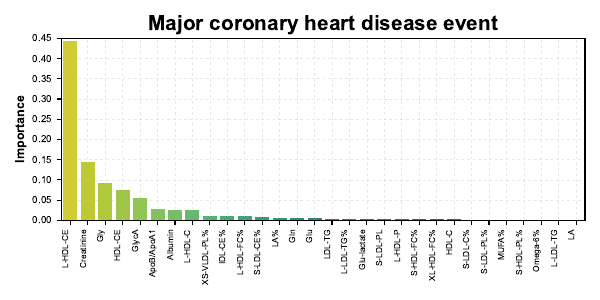 Major coronary heart disease event
Importance
0.45
0.40
0.35
0.30
0.25
0.20
0.15
0.10
0.05
0.00
L-HDL-CE
Creatinine
Gly
HDL-CE
GlycA
ApoB/ApoA1
Albumin
L-HDL-C
XS-VLDL-PL%
IDL-CE%
L-HDL-FC%
S-LDL-CE%
LA%
Gln
Glu
LDL-TG
L-LDL-TG%
Glu-lactate
S-LDL-PL
L-HDL-P
S-HDL-FC%
XL-HDL-FC%
HDL-C
S-LDL-C%
S-LDL-PL%
MUFA%
S-HDL-PL%
Omega-6%
L-LDL-TG
LA